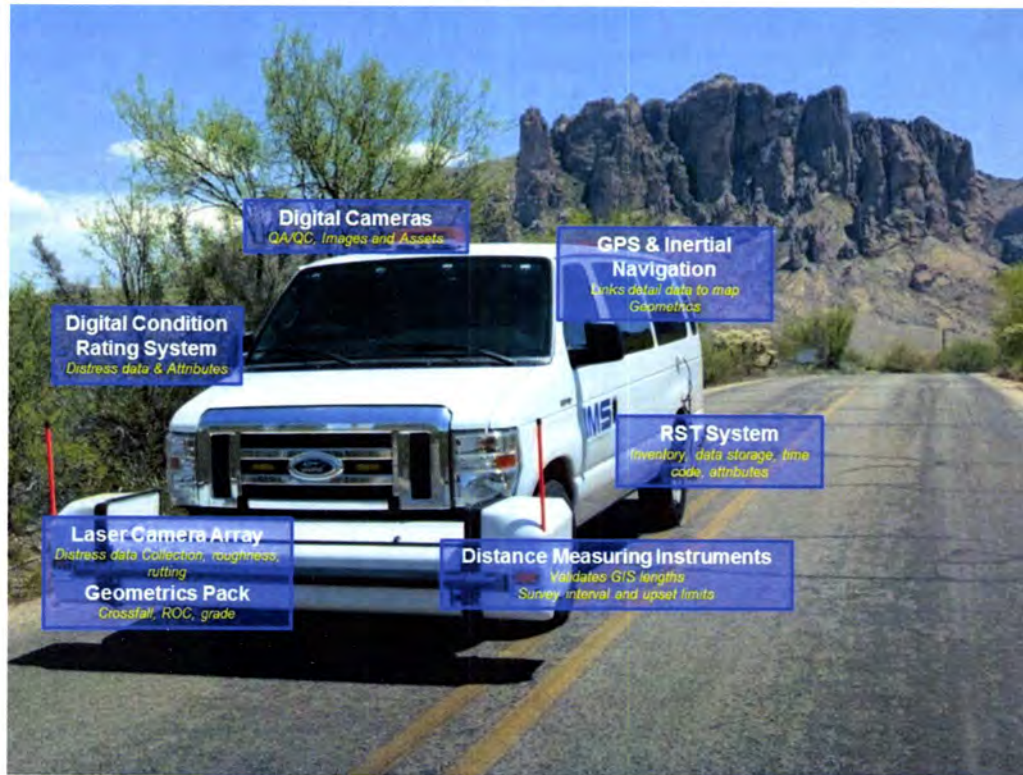 Digital Cameras
QA/QC, Images and Assets
GPS & Inertial
Navigation
Links detail data to map
Geometrics
Digital Condition
Rating System
Distress data & Attributes
IMS
RST System
Inventory, data storage, time
code, attributes
Ford
Laser Camera Array
Distress data Collection, roughness,
rutting
Geometrics Pack
Crossfall, ROC, grade
Distance Measuring Instruments
Validates GIS lengths
Survey interval and upset limits